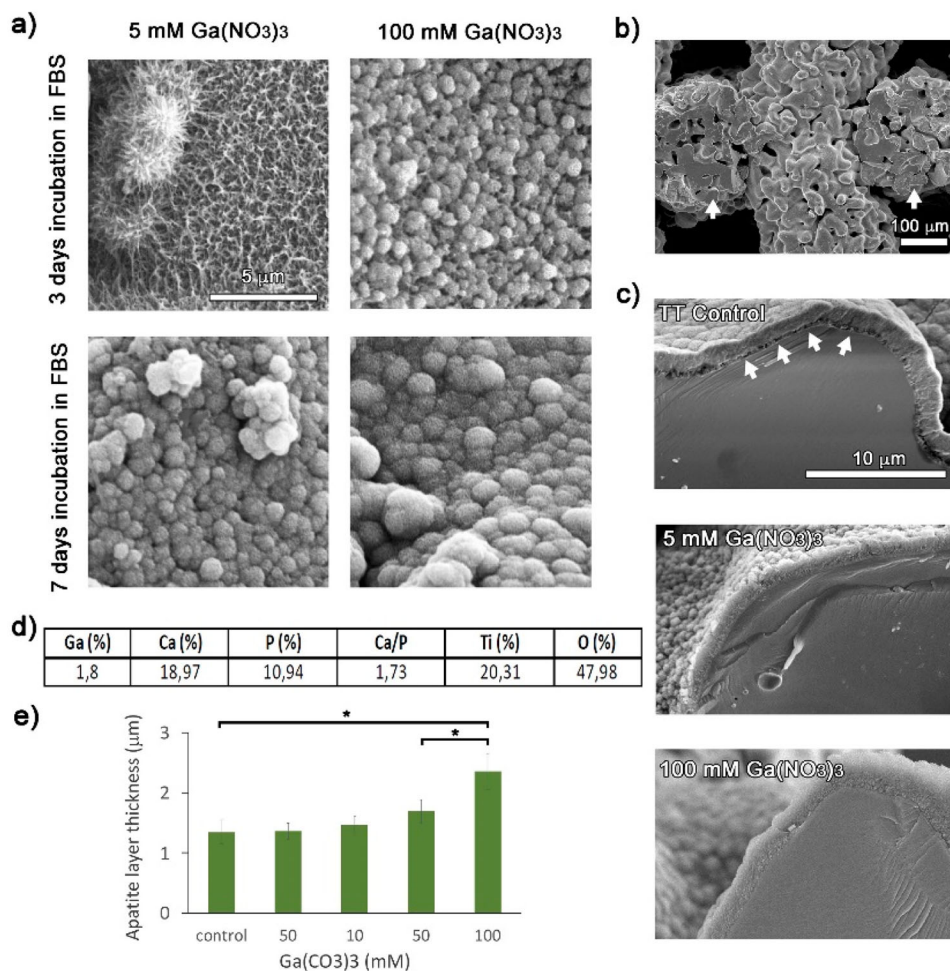 a)
5 mM Ga(NO3)3
100 mM Ga(NO3)3
3 days incubation in FBS
5 μm
7 days incubation in FBS
b)
100 μm
c)
TT Control
10 μm
5 mM Ga(NO3)3
100 mM Ga(NO3)3
d)
Ga (%) Ca (%) P (%) Ca/P Ti (%) O (%)
1,8 18,97 10,94 1,73 20,31 47,98
e)
Apatite layer thickness (μm)
3
2
1
0
* *
control 50 10 50 100
Ga(CO3)3 (mM)